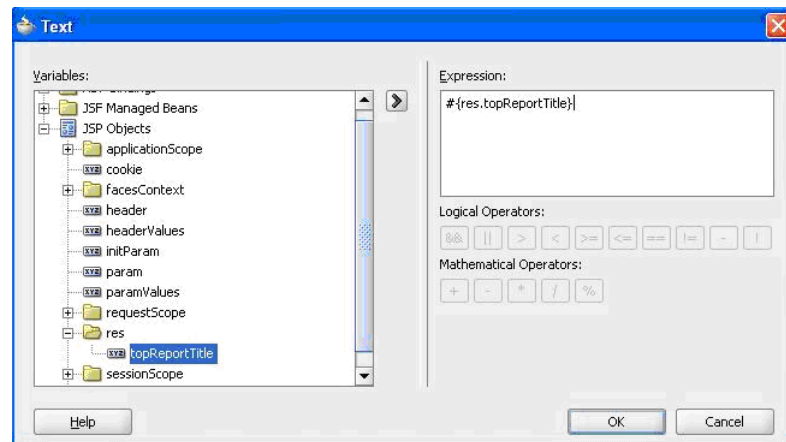 Text
Variables:
JSF Managed Beans
JSP Objects
applicationScope
cookie
facesContext
header
headerValues
initParam
param
paramValues
requestScope
res
topReportTitle
sessionScope
Expression:
#{res.topReportTitle}
Logical Operators:
&& || > < >= <= == != - !
Mathematical Operators:
+ - * / %
Help
OK
Cancel